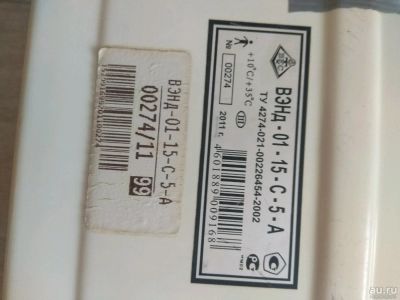 ВЭНд-01-15-С-5-А
00274/11
99
ВЭНд - 01 - 15 - С - 5 - А
ТУ 4274-021-00226454-2002
+10°С/+35°С
№ 00274
2011 г.
4601889009168
au.ru